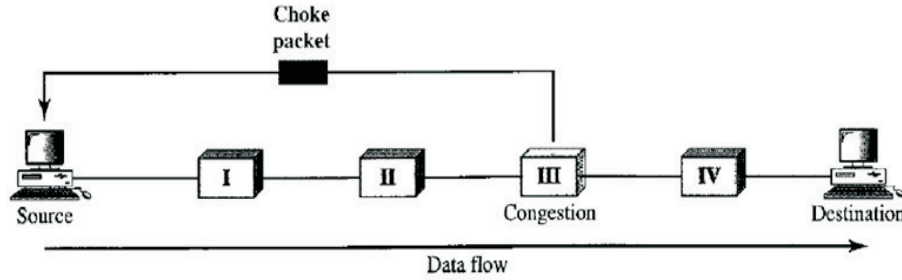 Choke
packet
I II III IV
Source Congestion Destination
Data flow